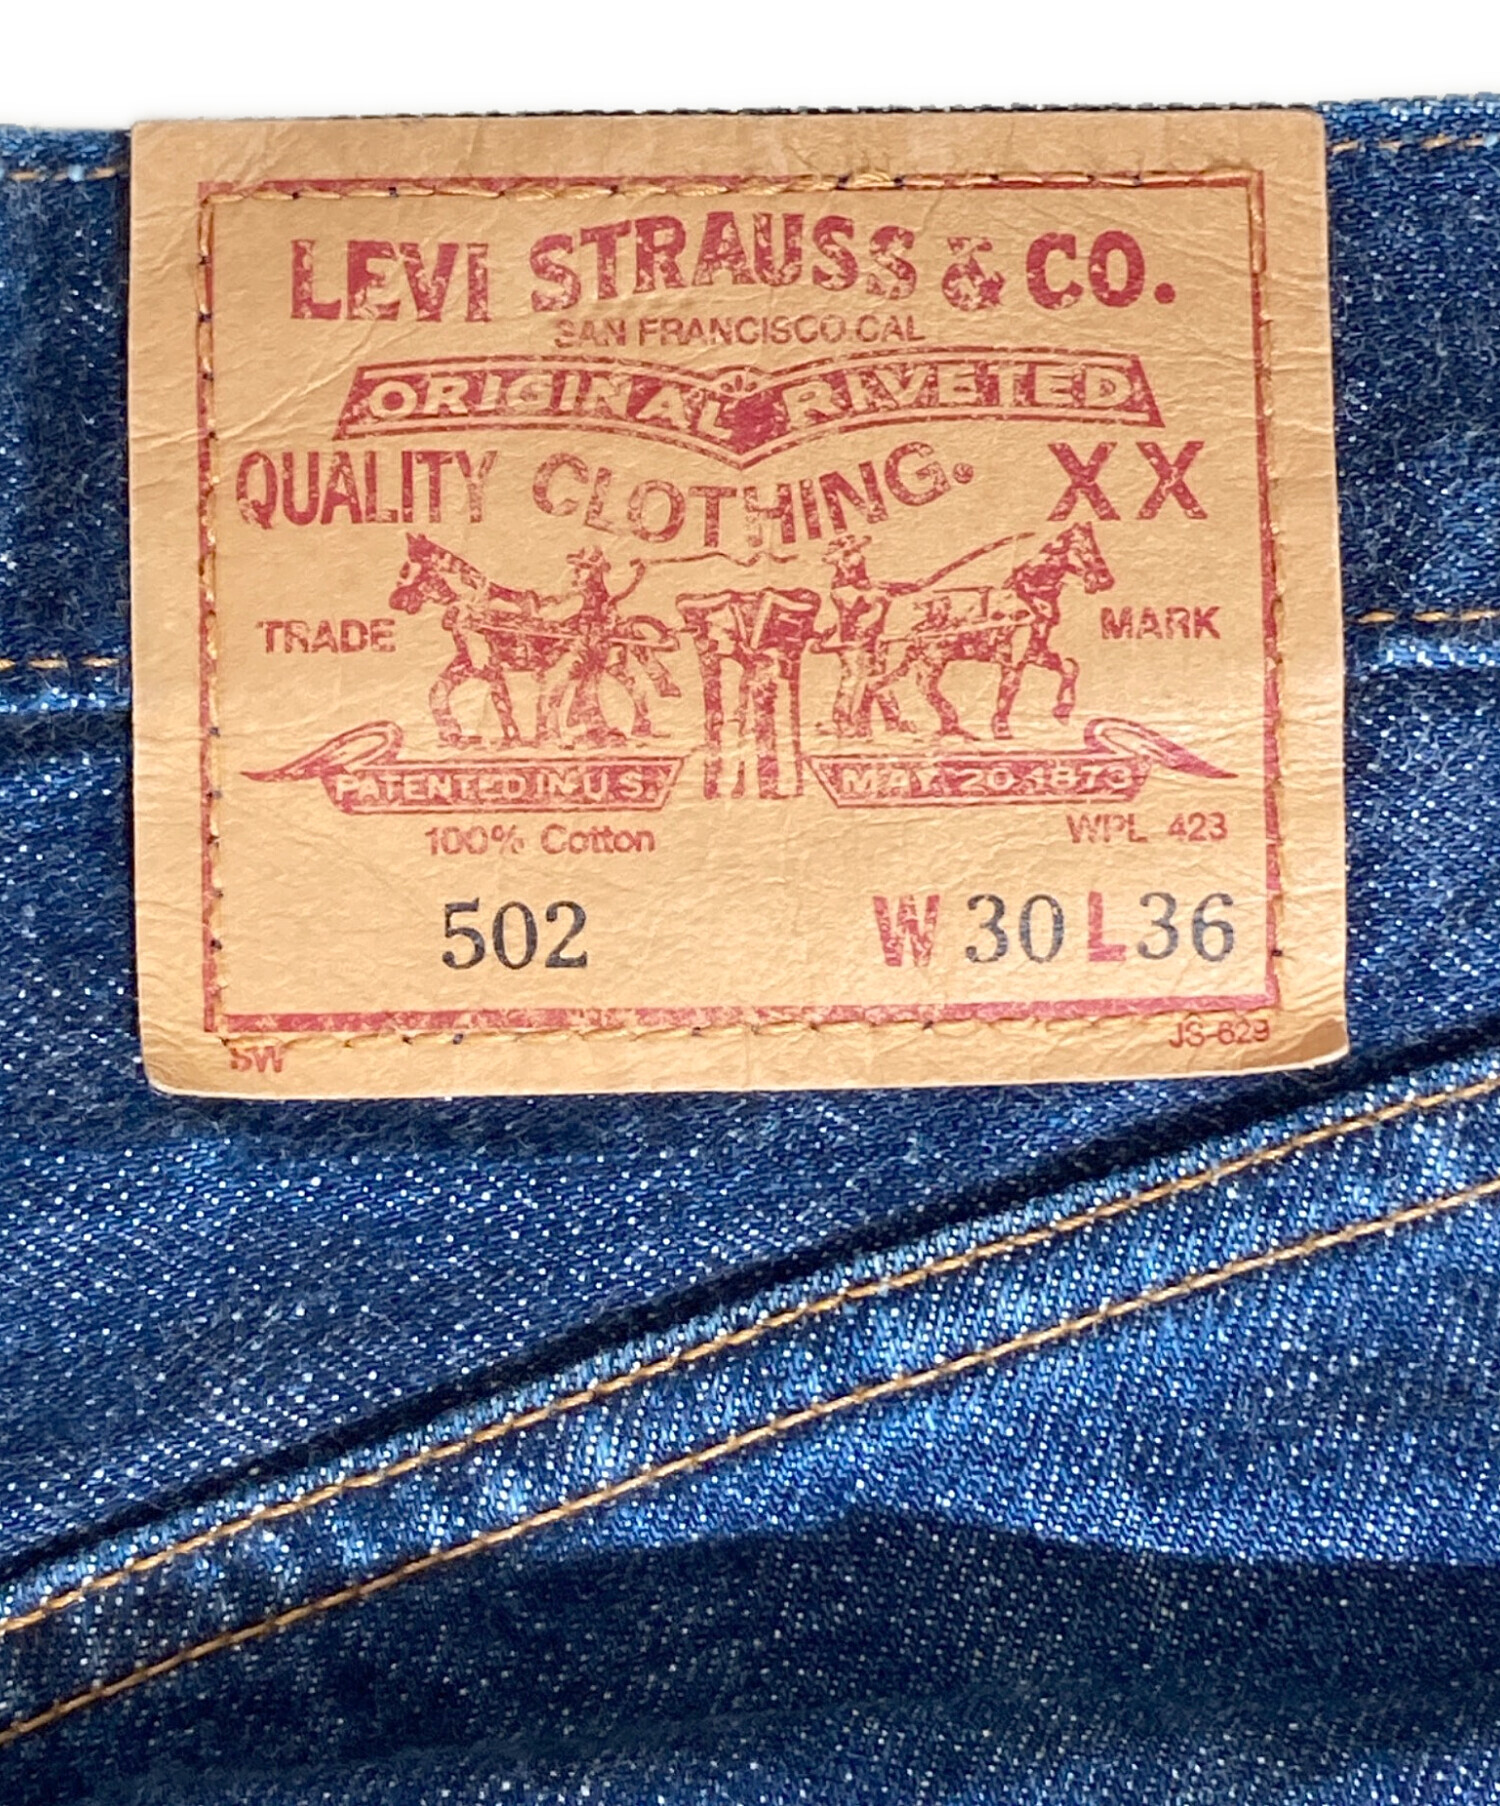 LEVI STRAUSS & CO.
SAN FRANCISCO.CAL
ORIGINAL RIVETED
QUALITY CLOTHING. XX
TRADE MARK
PATENTED IN U.S. MAY 20 1873
100% Cotton WPL 423
502 W 30 L 36
SW JS-629